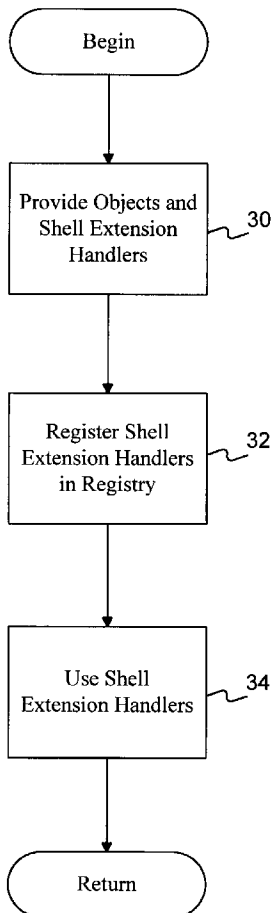 Begin
Provide Objects and
Shell Extension
Handlers
30
Register Shell
Extension Handlers
in Registry
32
Use Shell
Extension Handlers
34
Return